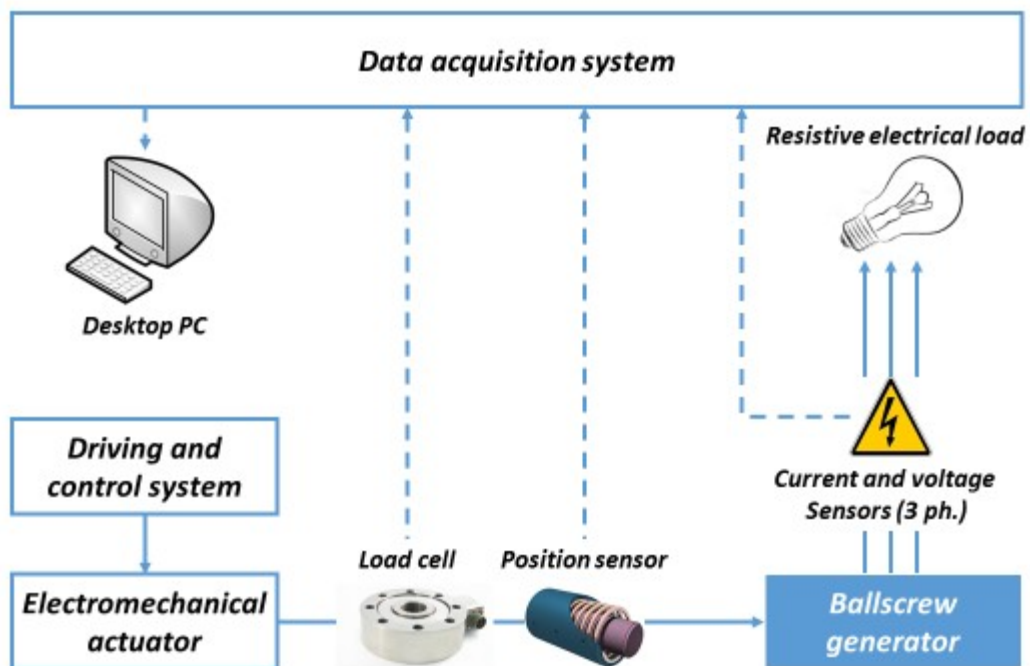 Data acquisition system
Resistive electrical load
Desktop PC
Driving and
control system
Current and voltage
Sensors (3 ph.)
Load cell
Position sensor
Electromechanical
actuator
Ballscrew
generator